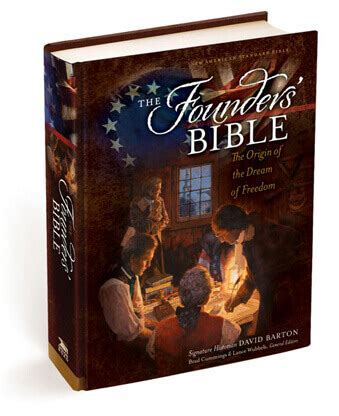 NEW AMERICAN STANDARD BIBLE
THE
Founders'
BIBLE
The Origin of
the Dream
of Freedom
Signature Historian DAVID BARTON
Brad Cummings & Lance Wubbels, General Editors
THE
Founders'
BIBLE